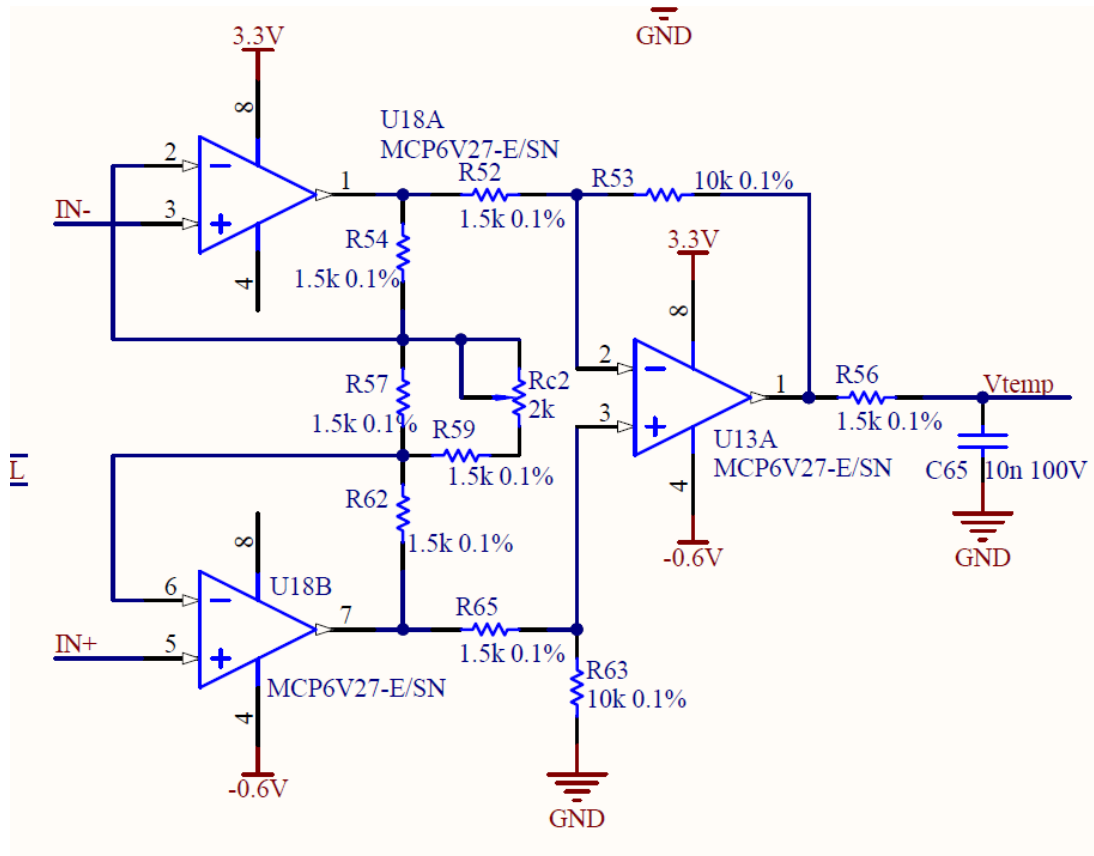 GND
3.3V
8
U18A
MCP6V27-E/SN
2
1
R52
R53
10k 0.1%
IN-
3
1.5k 0.1%
R54
3.3V
1.5k 0.1%
4
8
2
R57
Rc2
2k
1
R56
Vtemp
1.5k 0.1%
R59
3
1.5k 0.1%
U13A
L
1.5k 0.1%
MCP6V27-E/SN
C65
10n 100V
R62
4
1.5k 0.1%
8
-0.6V
GND
6
U18B
7
R65
IN+
5
1.5k 0.1%
R63
MCP6V27-E/SN
10k 0.1%
4
-0.6V
GND